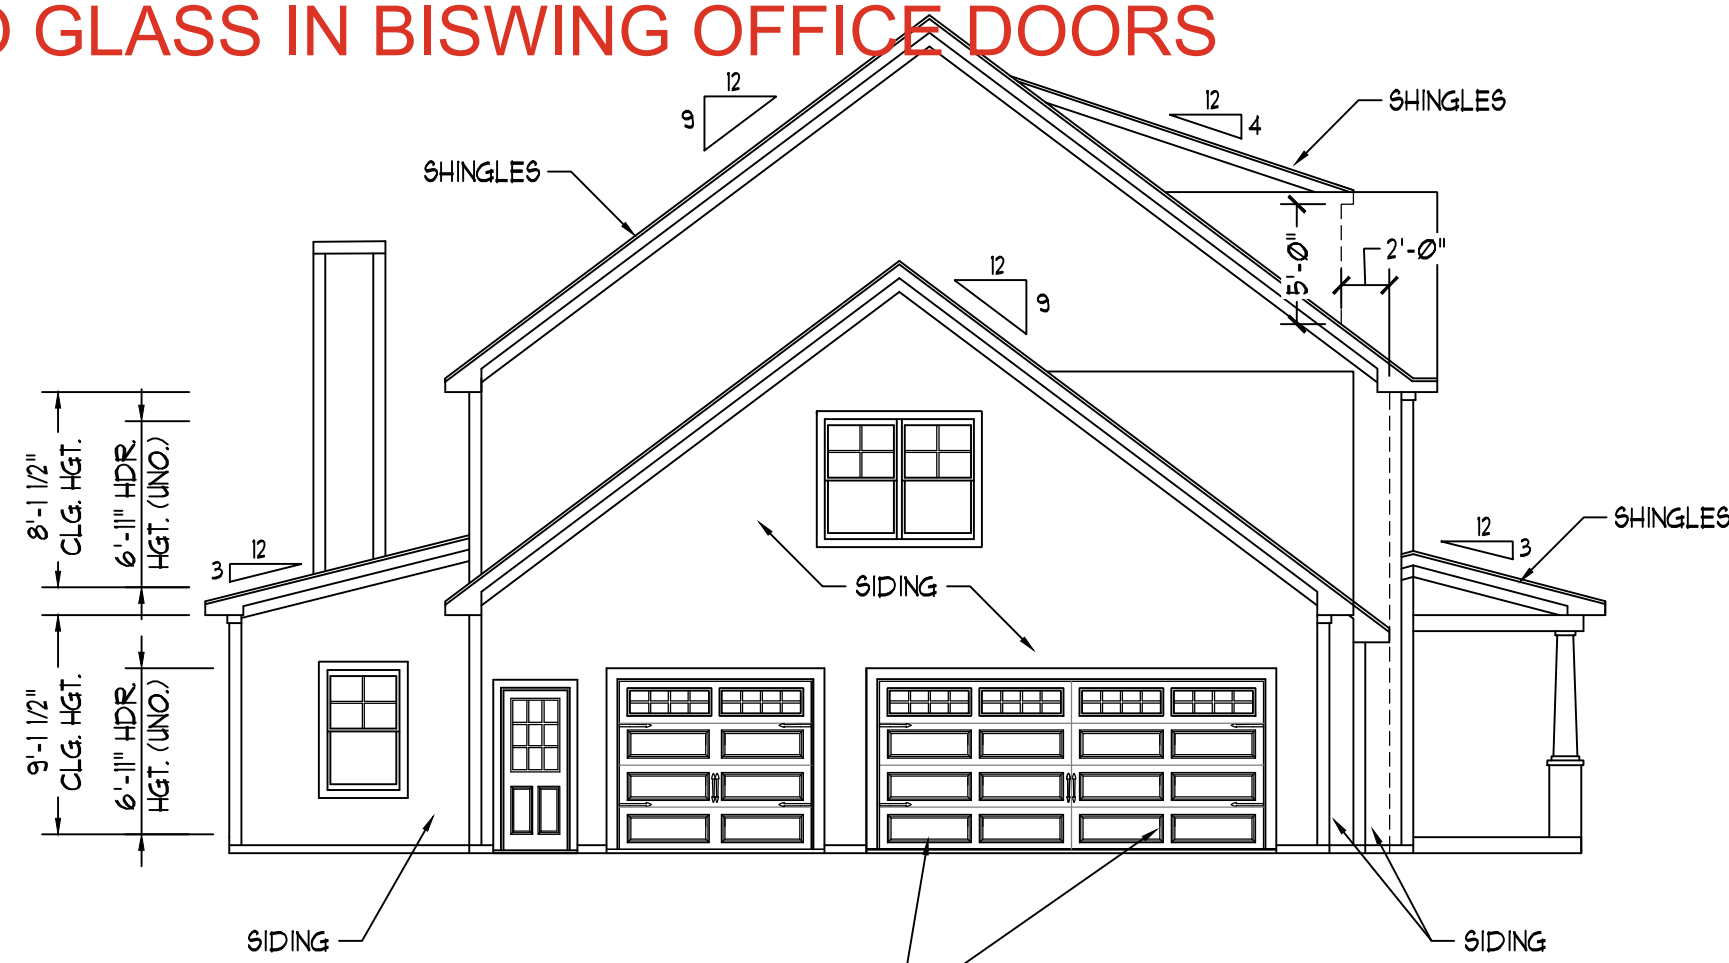 D GLASS IN BISWING OFFICE DOORS
12
9
12
4
SHINGLES
SHINGLES
5'-0"
2'-0"
12
9
8'-1 1/2"
CLG. HGT.
6'-11" HDR.
HGT. (UNO.)
12
3
SHINGLES
12
3
SIDING
9'-1 1/2"
CLG. HGT.
6'-11" HDR.
HGT. (UNO.)
SIDING
SIDING